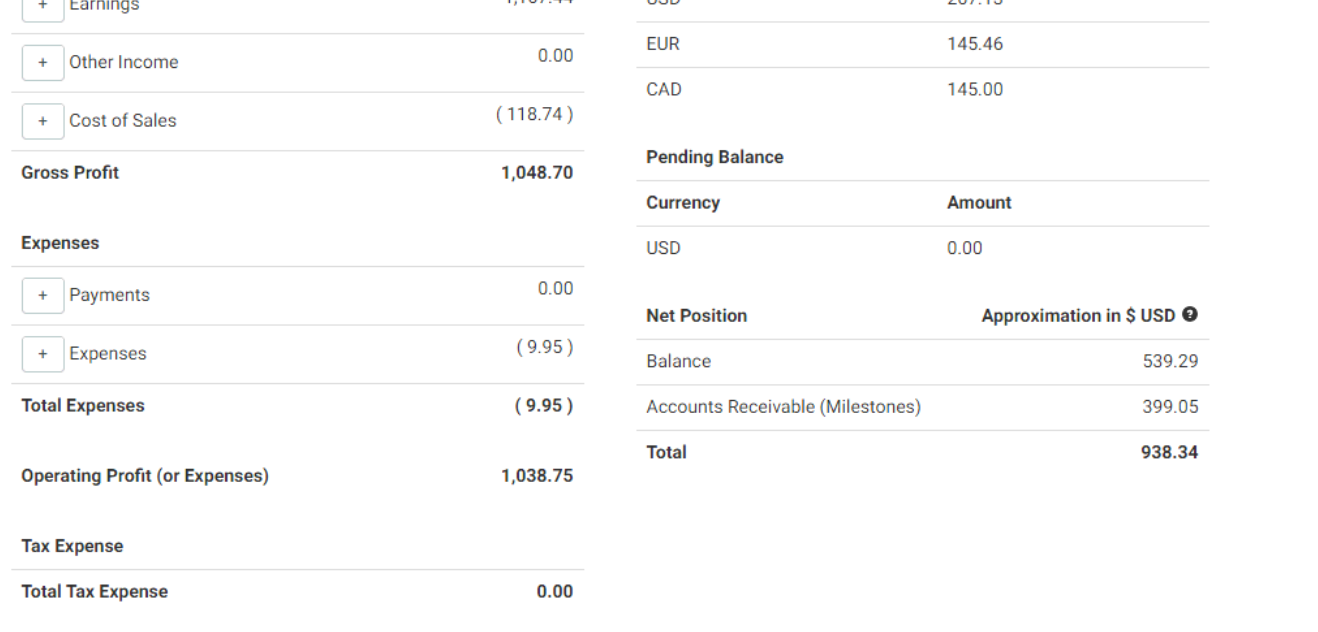 + Earnings 1,167.44
+ Other Income 0.00
+ Cost of Sales ( 118.74 )
Gross Profit 1,048.70
Expenses
+ Payments 0.00
+ Expenses ( 9.95 )
Total Expenses ( 9.95 )
Operating Profit (or Expenses) 1,038.75
Tax Expense
Total Tax Expense 0.00
USD
EUR 145.46
CAD 145.00
Pending Balance
Currency Amount
USD 0.00
Net Position Approximation in $ USD ?
Balance 539.29
Accounts Receivable (Milestones) 399.05
Total 938.34